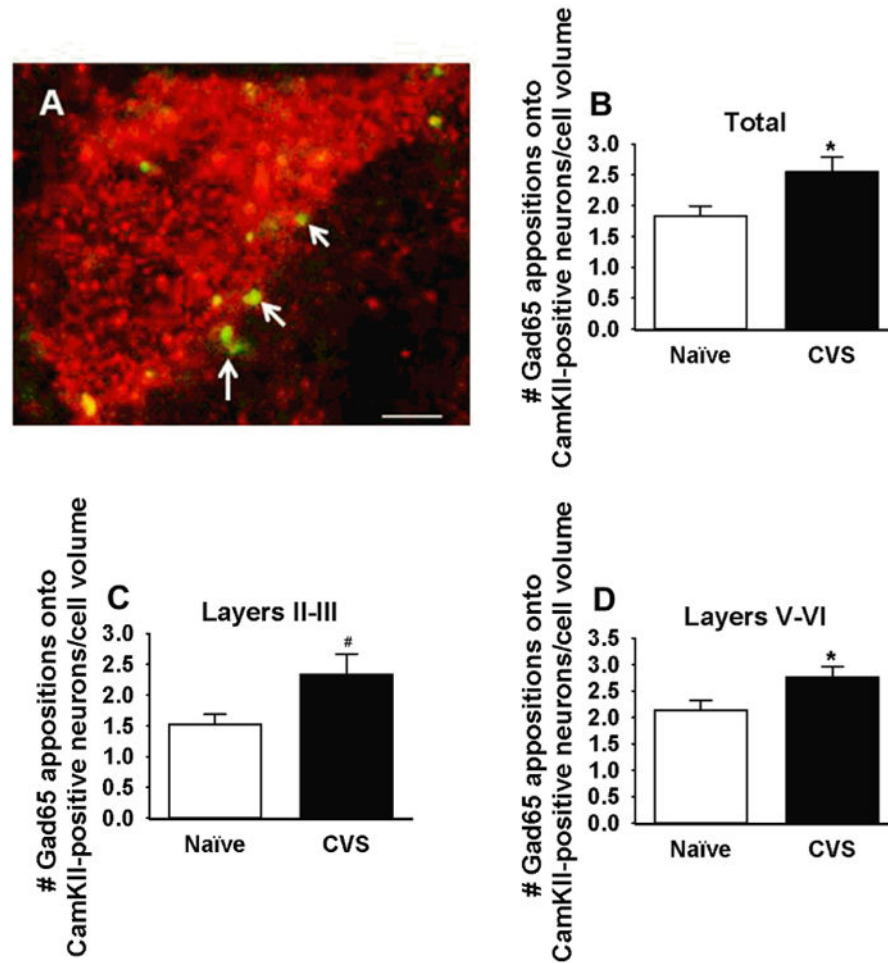 A
B
Total
# Gad65 appositions onto
CamKII-positive neurons/cell volume
3.0
2.5
2.0
1.5
1.0
0.5
0.0
*
Naïve
CVS
C
Layers II-III
# Gad65 appositions onto
CamKII-positive neurons/cell volume
3.0
2.5
2.0
1.5
1.0
0.5
0.0
#
Naïve
CVS
D
Layers V-VI
# Gad65 appositions onto
CamKII-positive neurons/cell volume
3.5
3.0
2.5
2.0
1.5
1.0
0.5
0.0
*
Naïve
CVS